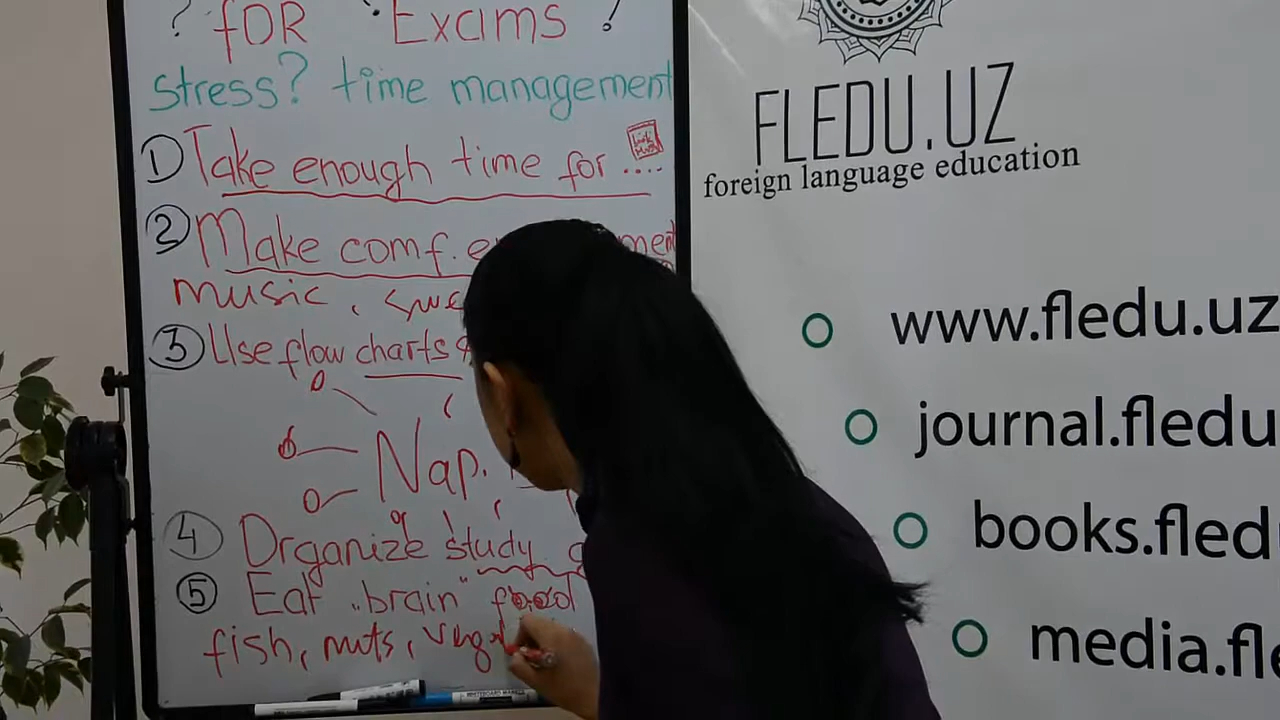 ? FOR Exams !
stress? time management
1 Take enough time for ....
2 Make comf.
music,
3 Use flow charts
Nap.
4 Organize study
5 Eat „brain" food
fish, nuts,
FLEDU.UZ
foreign language education
www.fledu.uz
journal.fledu
books.fledu
media.fle